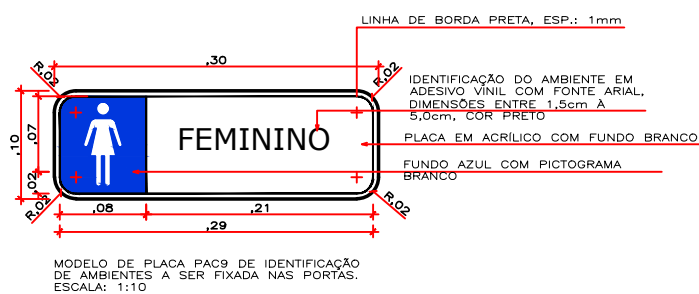 LINHA DE BORDA PRETA, ESP.: 1mm
,30
R,02
R,02
IDENTIFICAÇÃO DO AMBIENTE EM
ADESIVO VINIL COM FONTE ARIAL,
DIMENSÕES ENTRE 1,5cm À
5,0cm, COR PRETO
,10
,07
FEMININO
PLACA EM ACRÍLICO COM FUNDO BRANCO
FUNDO AZUL COM PICTOGRAMA
BRANCO
,02
R,02
R,02
,08
,21
,29
MODELO DE PLACA PAC9 DE IDENTIFICAÇÃO
DE AMBIENTES A SER FIXADA NAS PORTAS.
ESCALA: 1:10